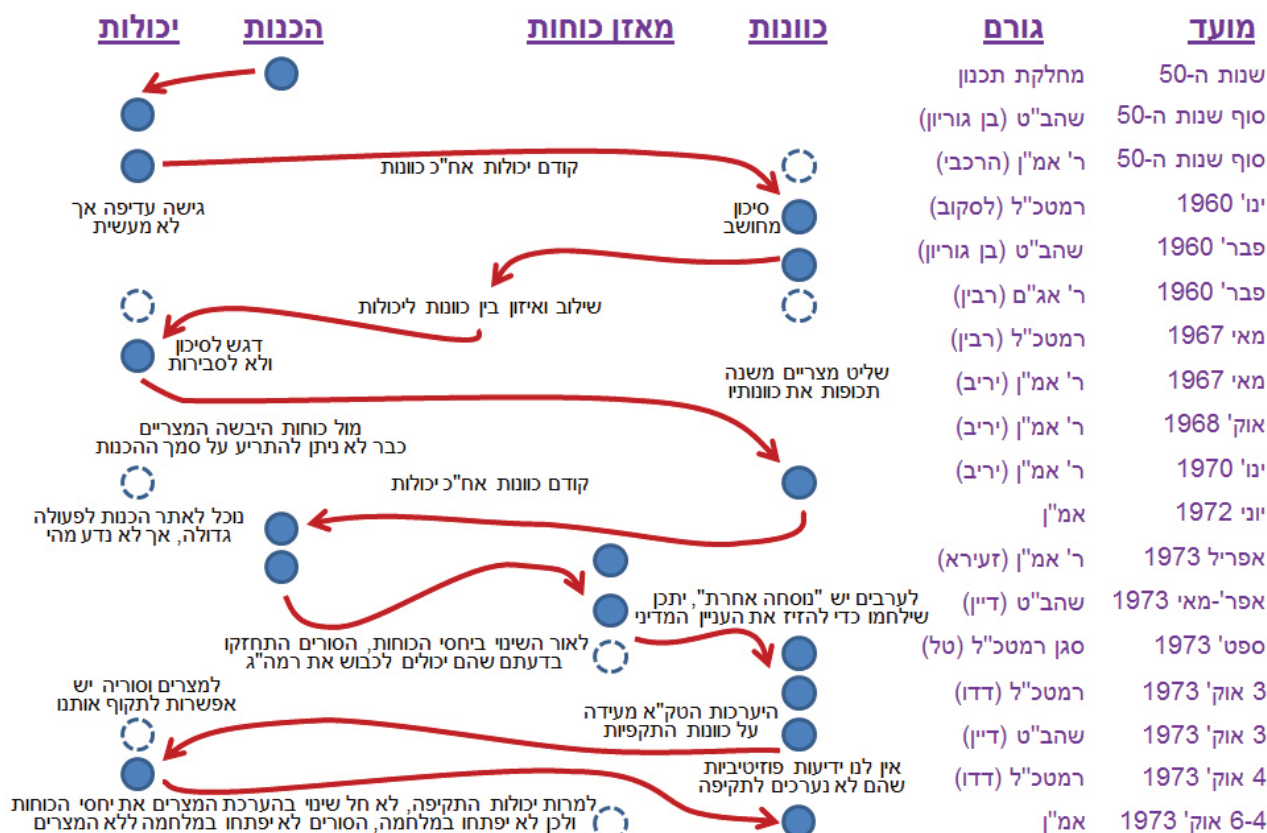 מועד גורם כוונות מאזן כוחות הכנות יכולות
שנות ה-50 מחלקת תכנון
סוף שנות ה-50 שהב"ט (בן גוריון)
סוף שנות ה-50 ר' אמ"ן (הרכבי)
קודם יכולות אח"כ כוונות
ינו' 1960 רמטכ"ל (לסקוב)
סיכון
מחושב
גישה עדיפה אך
לא מעשית
פבר' 1960 שהב"ט (בן גוריון)
פבר' 1960 ר' אג"ם (רבין)
שילוב ואיזון בין כוונות ליכולות
מאי 1967 רמטכ"ל (רבין)
דגש לסיכון
ולא לסבירות
מאי 1967 ר' אמ"ן (יריב)
שליט מצריים משנה
תכופות את כוונותיו
אוק' 1968 ר' אמ"ן (יריב)
מול כוחות היבשה המצריים
כבר לא ניתן להתריע על סמך ההכנות
ינו' 1970 ר' אמ"ן (יריב)
קודם כוונות אח"כ יכולות
יוני 1972 אמ"ן
נוכל לאתר הכנות לפעולה
גדולה, אך לא נדע מהי
אפריל 1973 ר' אמ"ן (זעירא)
אפר'-מאי 1973 שהב"ט (דיין)
לערבים יש "נוסחה אחרת", יתכן
שילחמו כדי להזיז את העניין המדיני
ספט' 1973 סגן רמטכ"ל (טל)
לאור השינוי ביחסי הכוחות, הסורים התחזקו
בדעתם שהם יכולים לכבוש את רמה"ג
3 אוק' 1973 רמטכ"ל (דדו)
למצרים וסוריה יש
אפשרות לתקוף אותנו
3 אוק' 1973 שהב"ט (דיין)
היערכות הטק"א מעידה
על כוונות התקפיות
4 אוק' 1973 רמטכ"ל (דדו)
אין לנו ידיעות פוזיטיביות
שהם לא נערכים לתקיפה
6-4 אוק' 1973 אמ"ן
למרות יכולות התקיפה, לא חל שינוי בהערכת המצרים את יחסי הכוחות
ולכן לא יפתחו במלחמה, הסורים לא יפתחו במלחמה ללא המצרים